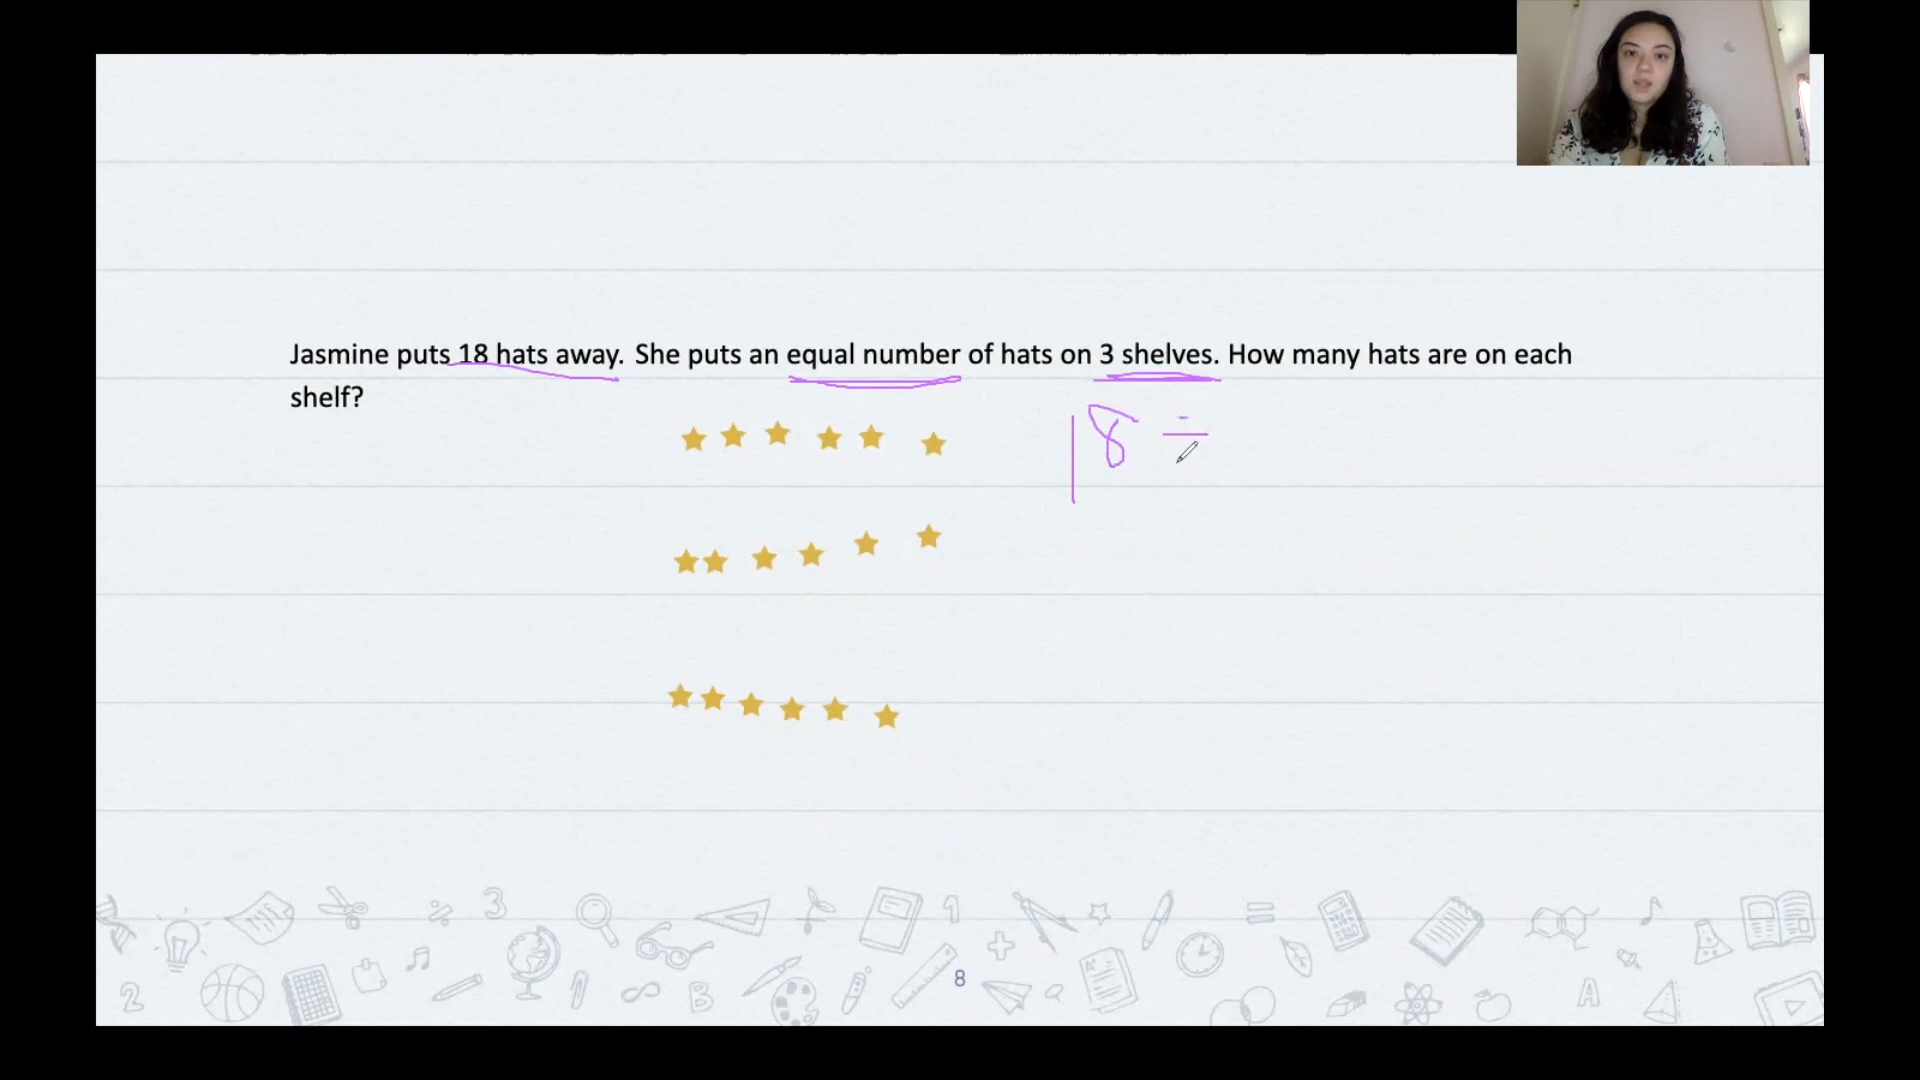 Jasmine puts 18 hats away. She puts an equal number of hats on 3 shelves. How many hats are on each
shelf?
18 ÷
8